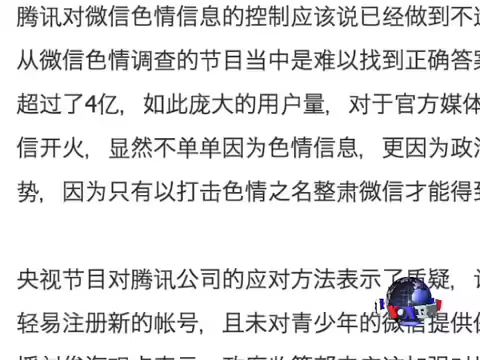 腾讯对微信色情信息的控制应该说已经做到不
从微信色情调查的节目当中是难以找到正确答
超过了4亿，如此庞大的用户量，对于官方媒体
信开火，显然不单单因为色情信息，更因为政
势，因为只有以打击色情之名整肃微信才能得
央视节目对腾讯公司的应对方法表示了质疑，
轻易注册新的帐号，且未对青少年的微信提供